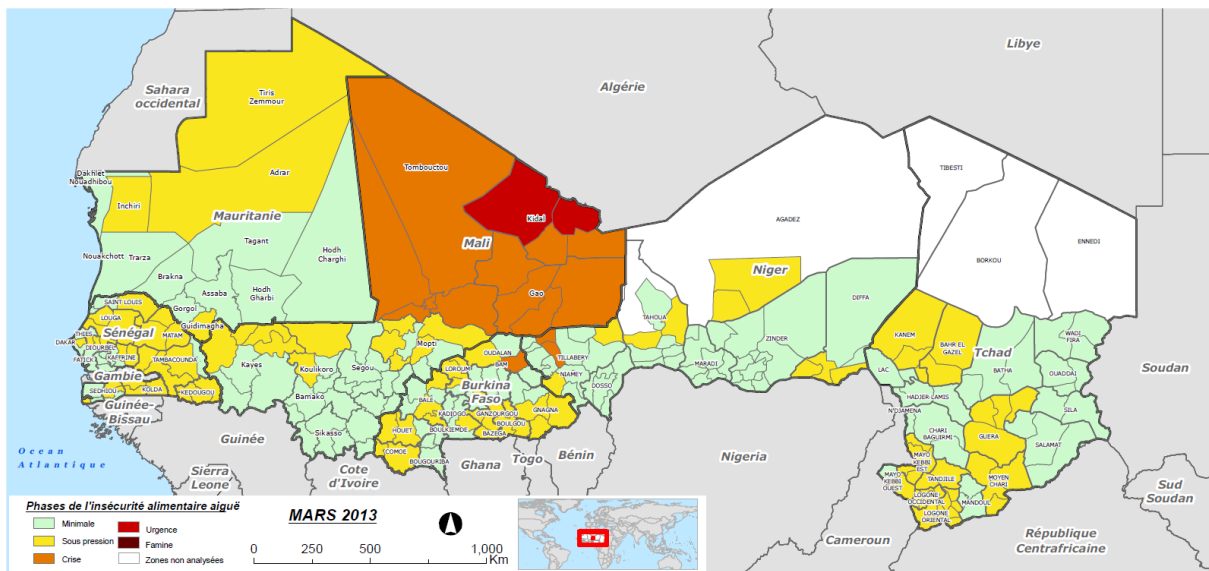 Libye
Algérie
Sahara
occidental
Tiris
Zemmour
Dakhlet
Nouadhibou
Adrar
Inchiri
Mauritanie
Tombouctou
Kidal
Mali
TIBESTI
AGADEZ
ENNEDI
BORKOU
Nouakchott
Trarza
Tagant
Hodh
Charghi
Brakna
Assaba
Hodh
Gharbi
Gorgol
Guidimagha
Gao
Niger
TAHOUA
DIFFA
SAINT LOUIS
LOUGA
Sénégal
THIES
MATAM
DAKAR
DIOURBEL
FATICK
KAFFRINE
TAMBACOUNDA
Gambie
SEDHIOU
KOLDA
KEDOUGOU
Guinée-
Bissau
Kayes
Koulikoro
Segou
Mopti
Bamako
Sikasso
OUDALAN
LOROUM
BAM
Burkina
Faso
BALE
KADIOGO
GANZOURGOU
GNAGNA
BOULKIEMDE
BOULGOU
BAZEGA
HOUET
COMOE
BOUGOURIBA
TILLABERY
NIAMEY
DOSSO
MARADI
ZINDER
KANEM
BAHR EL
GAZEL
Tchad
WADI
FIRA
LAC
BATHA
OUADDAI
HADJER LAMIS
N'DJAMENA
SILA
CHARI
BAGUIRMI
GUERA
SALAMAT
MAYO
KEBBI
EST
MAYO
KEBBI
OUEST
TANDJILE
MOYEN
CHARI
LOGONE
OCCIDENTAL
MANDOUL
LOGONE
ORIENTAL
Soudan
Sud
Soudan
République
Centrafricaine
Cameroun
Nigeria
Bénin
Togo
Ghana
Cote
d'Ivoire
Guinée
Sierra
Leone
Ocean
Atlantique
Phases de l'insécurité alimentaire aiguë
Minimale
Sous pression
Crise
Urgence
Famine
Zones non analysées
MARS 2013
0 250 500 1,000
Km